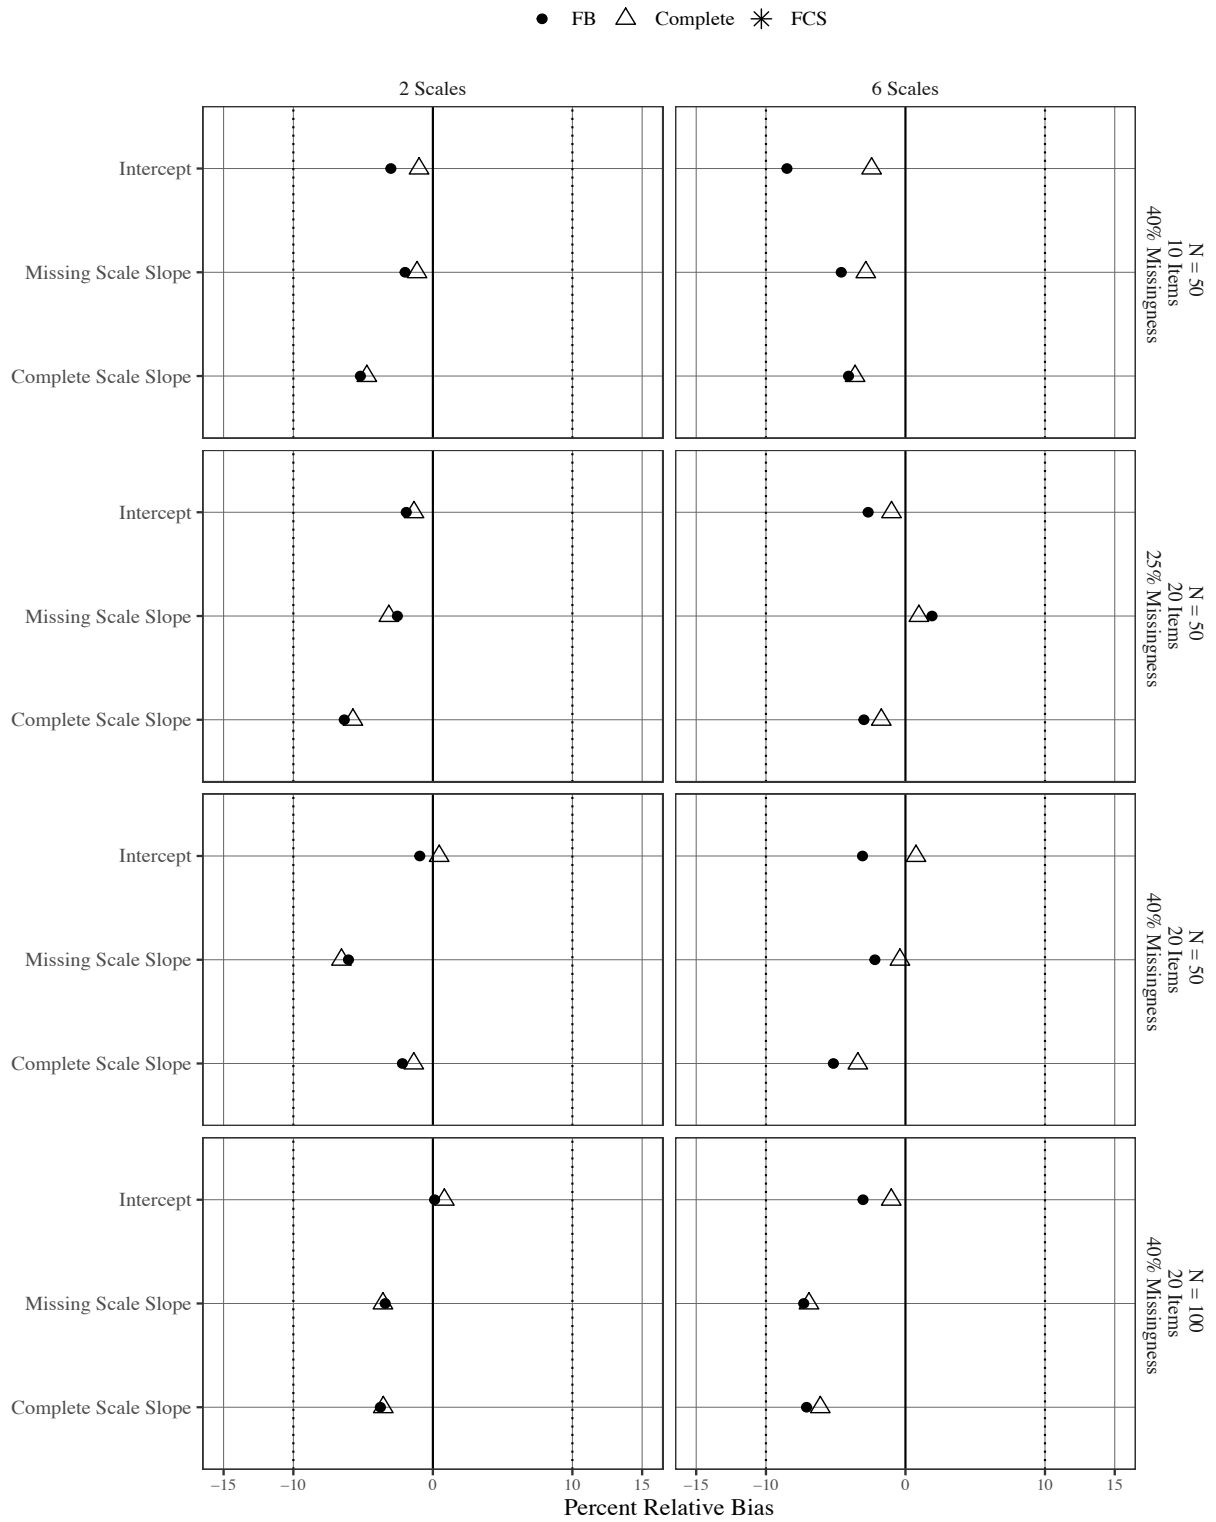 FB Complete FCS
2 Scales 6 Scales
Intercept
Missing Scale Slope
Complete Scale Slope
N = 50
10 Items
40% Missingness
Intercept
Missing Scale Slope
Complete Scale Slope
N = 50
20 Items
25% Missingness
Intercept
Missing Scale Slope
Complete Scale Slope
N = 50
20 Items
40% Missingness
Intercept
Missing Scale Slope
Complete Scale Slope
N = 100
20 Items
40% Missingness
−15 −10 0 10 15 −15 −10 0 10 15
Percent Relative Bias